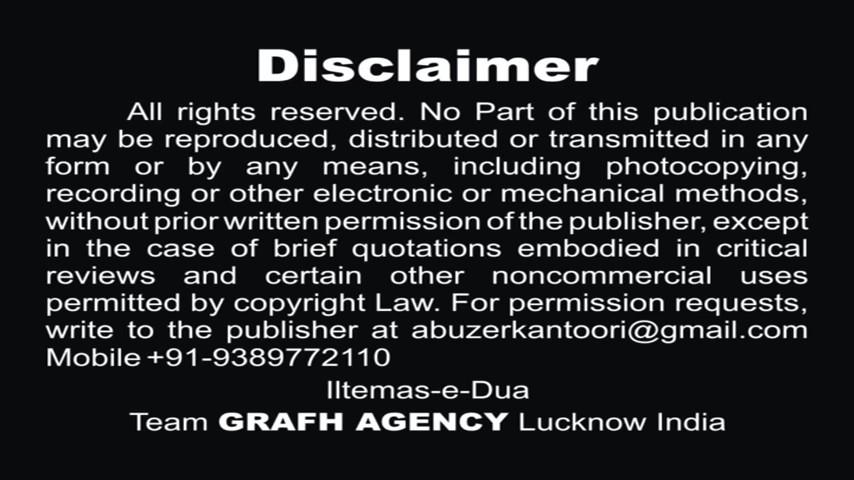 Disclaimer
All rights reserved. No Part of this publication
may be reproduced, distributed or transmitted in any
form or by any means, including photocopying,
recording or other electronic or mechanical methods,
without prior written permission of the publisher, except
in the case of brief quotations embodied in critical
reviews and certain other noncommercial uses
permitted by copyright Law. For permission requests,
write to the publisher at abuzerkantoori@gmail.com
Mobile +91-9389772110
IItemas-e-Dua
Team GRAFH AGENCY Lucknow India